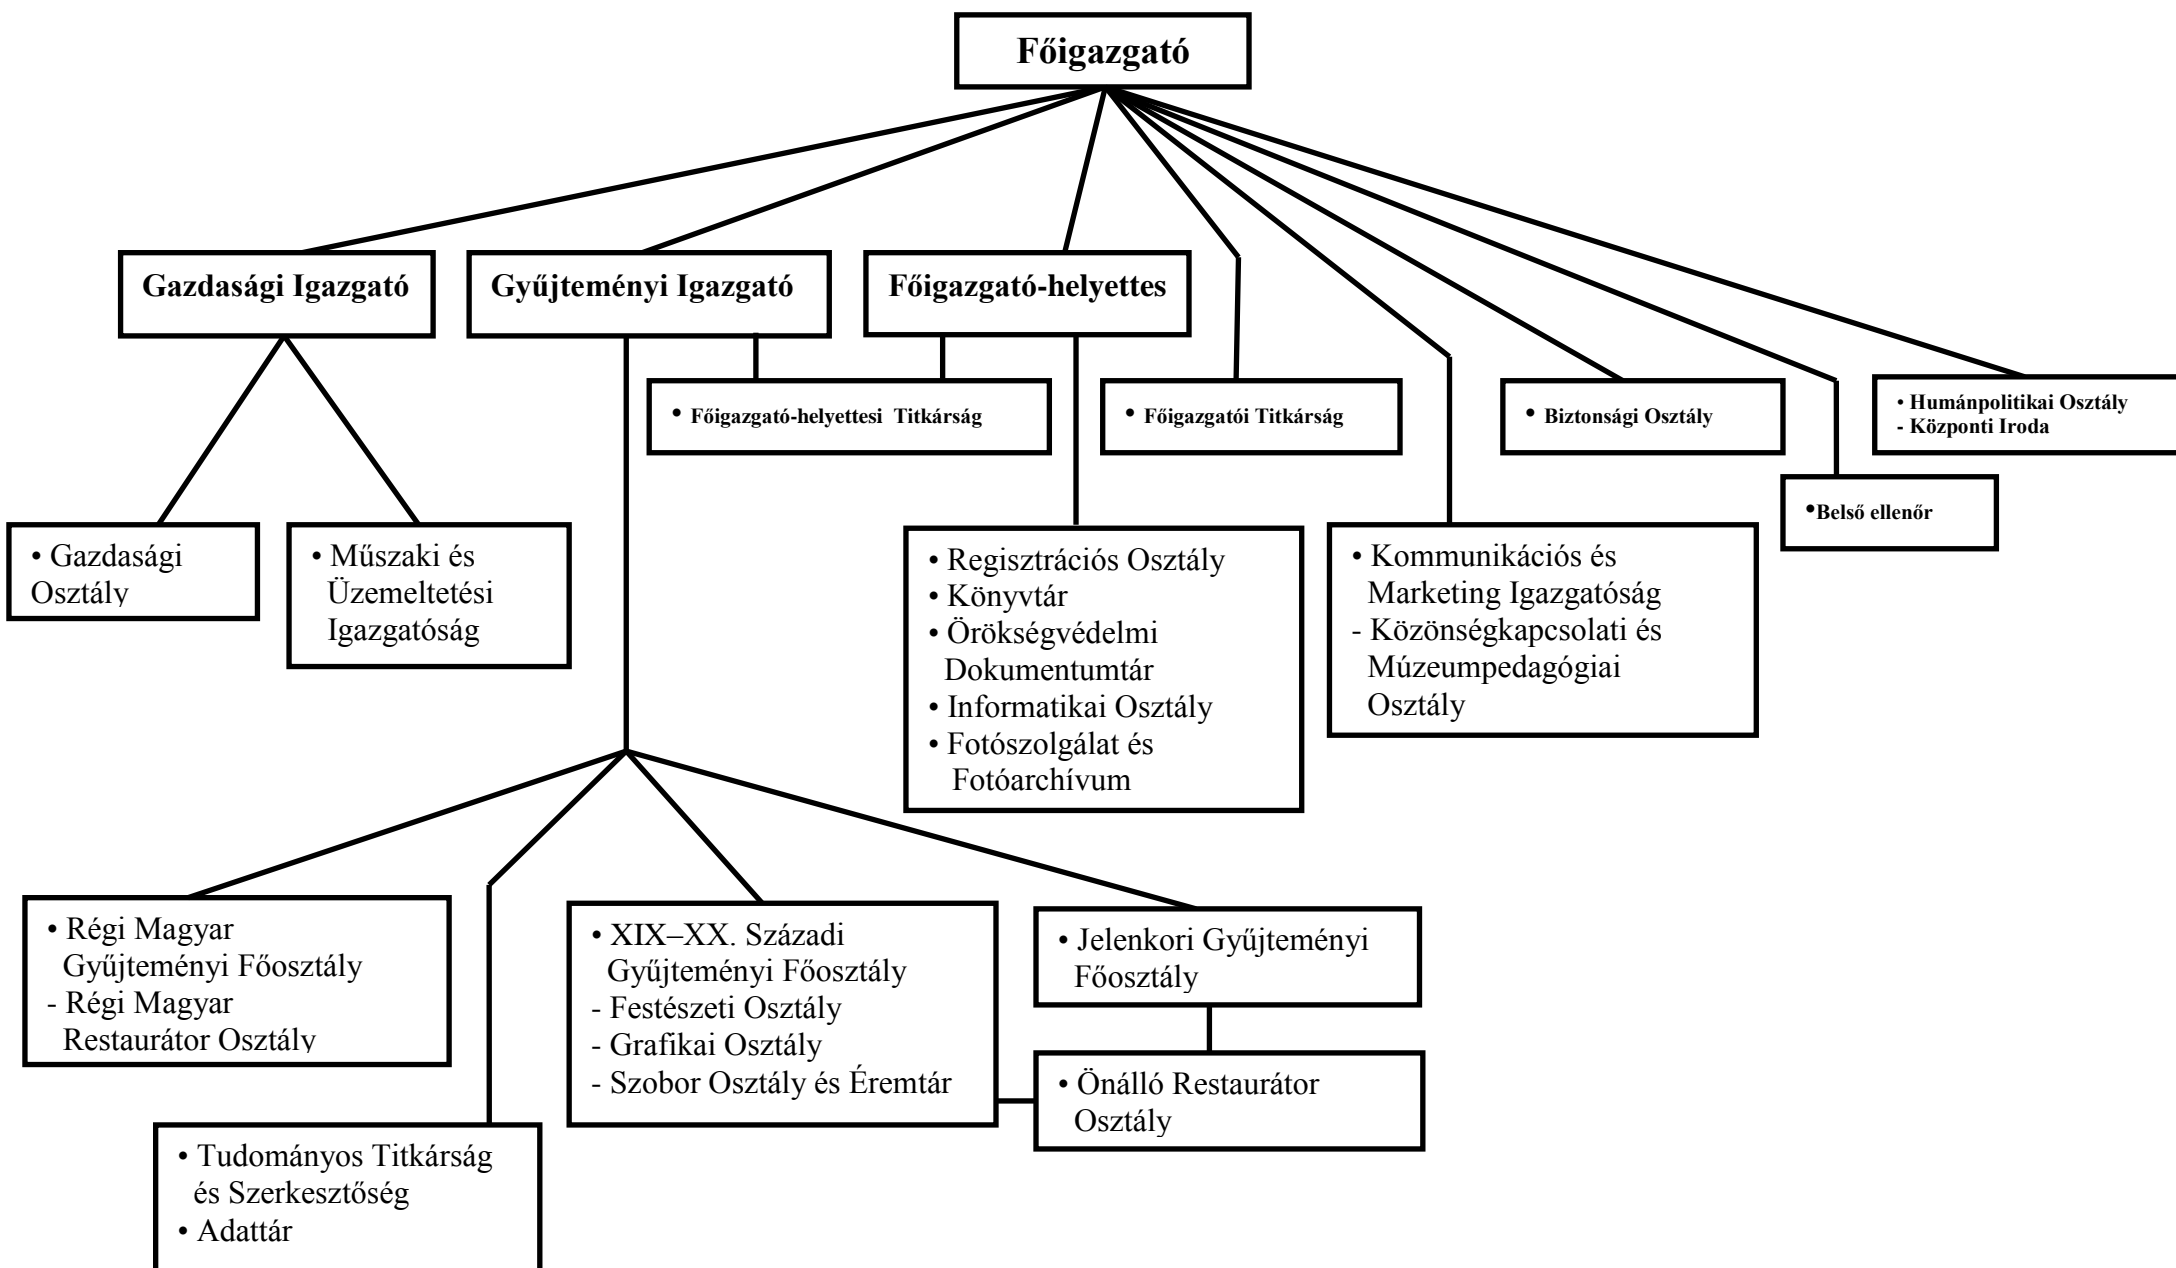 Főigazgató
Gazdasági Igazgató
Gyűjteményi Igazgató
Főigazgató-helyettes
• Főigazgató-helyettesi Titkárság
• Főigazgatói Titkárság
• Biztonsági Osztály
• Humánpolitikai Osztály
- Központi Iroda
•Belső ellenőr
• Gazdasági
Osztály
• Műszaki és
Üzemeltetési
Igazgatóság
• Regisztrációs Osztály
• Könyvtár
• Örökségvédelmi
Dokumentumtár
• Informatikai Osztály
• Fotószolgálat és
Fotóarchívum
• Kommunikációs és
Marketing Igazgatóság
- Közönségkapcsolati és
Múzeumpedagógiai
Osztály
• Régi Magyar
Gyűjteményi Főosztály
- Régi Magyar
Restaurátor Osztály
• XIX–XX. Századi
Gyűjteményi Főosztály
- Festészeti Osztály
- Grafikai Osztály
- Szobor Osztály és Éremtár
• Jelenkori Gyűjteményi
Főosztály
• Önálló Restaurátor
Osztály
• Tudományos Titkárság
és Szerkesztőség
• Adattár